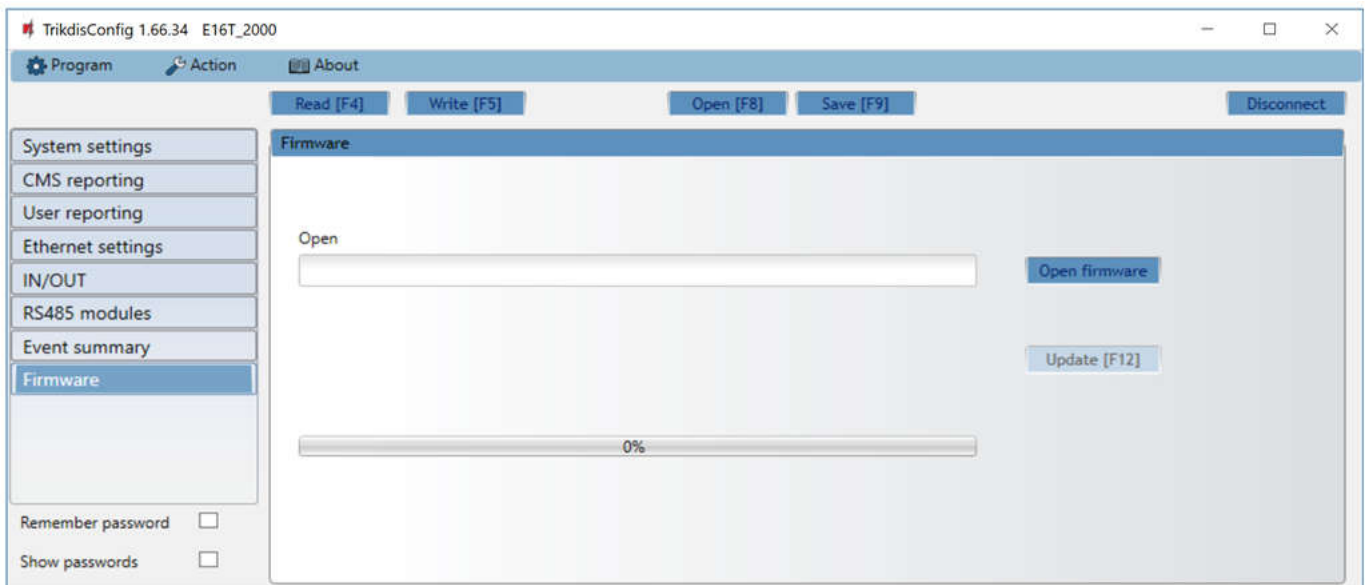 TrikdisConfig 1.66.34 E16T_2000
Program Action About
Read [F4] Write [F5] Open [F8] Save [F9] Disconnect
System settings
CMS reporting
User reporting
Ethernet settings
IN/OUT
RS485 modules
Event summary
Firmware
Remember password
Show passwords
Firmware
Open
Open firmware
Update [F12]
0%